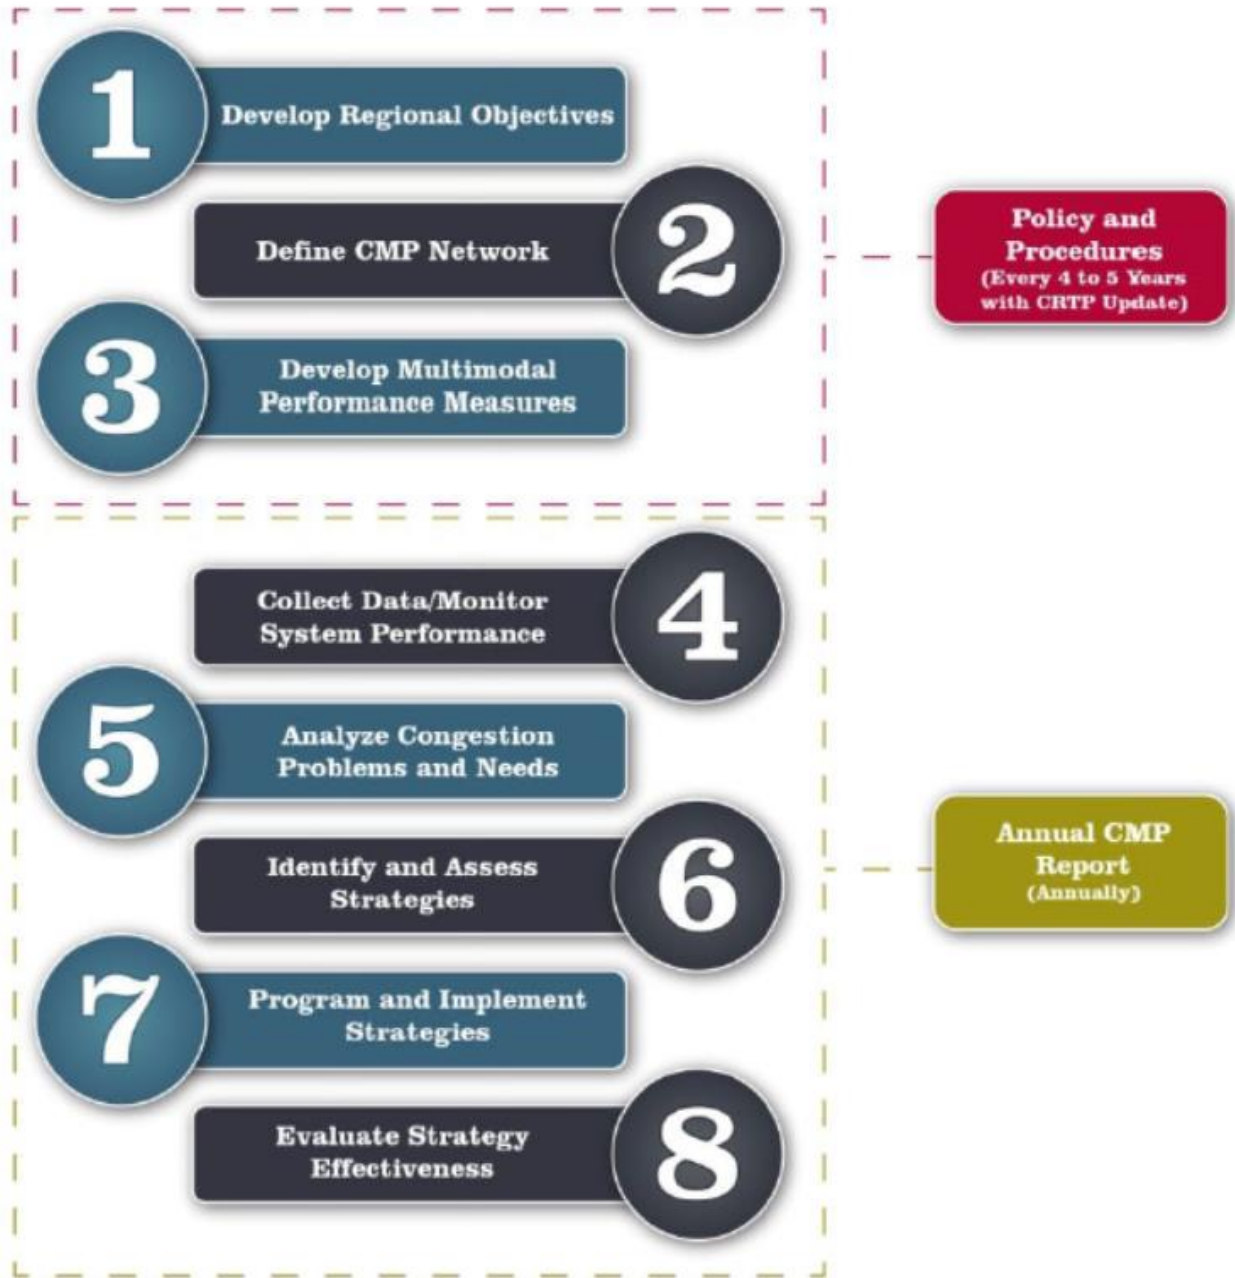 1
Develop Regional Objectives
Define CMP Network
2
Policy and
Procedures
(Every 4 to 5 Years
with CRTP Update)
3
Develop Multimodal
Performance Measures
Collect Data/Monitor
System Performance
4
5
Analyze Congestion
Problems and Needs
Identify and Assess
Strategies
6
Annual CMP
Report
(Annually)
7
Program and Implement
Strategies
Evaluate Strategy
Effectiveness
8